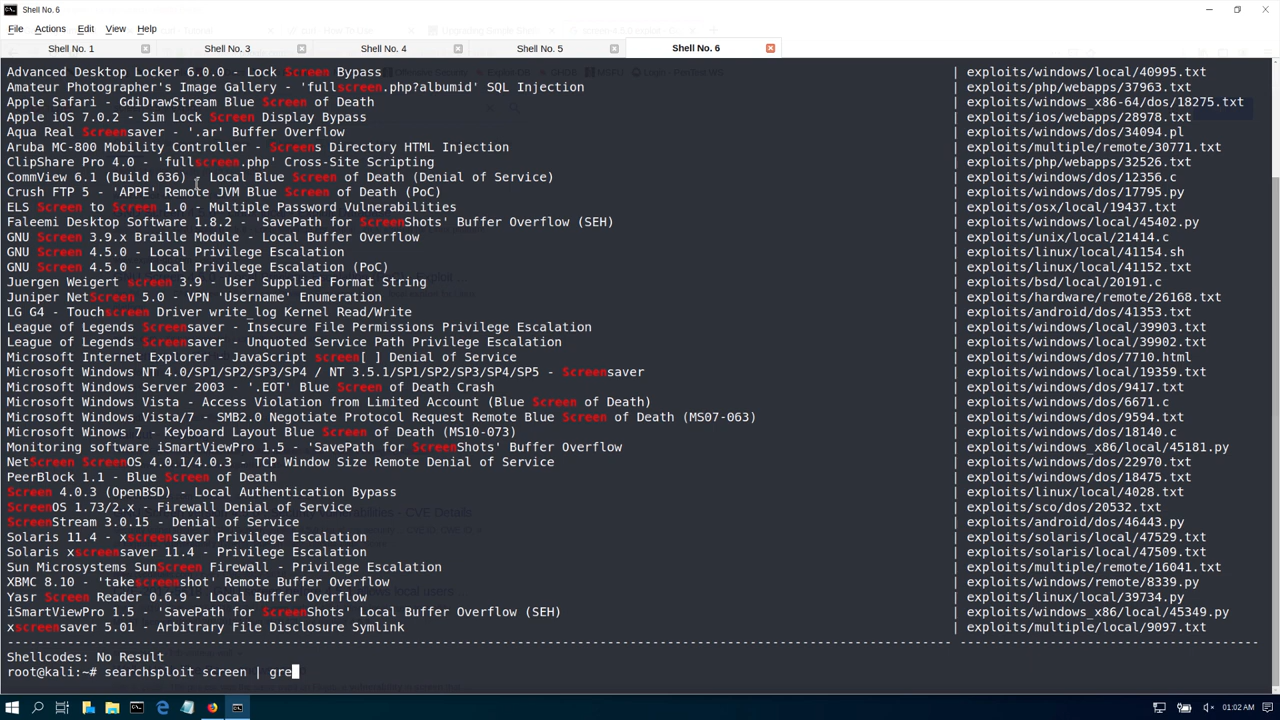 Shell No. 6
File Actions Edit View Help
Shell No. 1 Shell No. 3 Shell No. 4 Shell No. 5 Shell No. 6
Advanced Desktop Locker 6.0.0 - Lock Screen Bypass | exploits/windows/local/40995.txt
Amateur Photographer's Image Gallery - 'fullscreen.php?albumid' SQL Injection | exploits/php/webapps/37963.txt
Apple Safari - GdiDrawStream Blue Screen of Death | exploits/windows_x86-64/dos/18275.txt
Apple iOS 7.0.2 - Sim Lock Screen Display Bypass | exploits/ios/webapps/28978.txt
Aqua Real Screensaver - '.ar' Buffer Overflow | exploits/windows/dos/34094.pl
Aruba MC-800 Mobility Controller - Screens Directory HTML Injection | exploits/multiple/remote/30771.txt
ClipShare Pro 4.0 - 'fullscreen.php' Cross-Site Scripting | exploits/php/webapps/32526.txt
CommView 6.1 (Build 636) - Local Blue Screen of Death (Denial of Service) | exploits/windows/dos/12356.c
Crush FTP 5 - 'APPE' Remote JVM Blue Screen of Death (PoC) | exploits/windows/dos/17795.py
ELS Screen to Screen 1.0 - Multiple Password Vulnerabilities | exploits/osx/local/19437.txt
Faleemi Desktop Software 1.8.2 - 'SavePath for ScreenShots' Buffer Overflow (SEH) | exploits/windows/local/45402.py
GNU Screen 3.9.x Braille Module - Local Buffer Overflow | exploits/unix/local/21414.c
GNU Screen 4.5.0 - Local Privilege Escalation | exploits/linux/local/41154.sh
GNU Screen 4.5.0 - Local Privilege Escalation (PoC) | exploits/linux/local/41152.txt
Juergen Weigert screen 3.9 - User Supplied Format String | exploits/bsd/local/20191.c
Juniper NetScreen 5.0 - VPN 'Username' Enumeration | exploits/hardware/remote/26168.txt
LG G4 - Touchscreen Driver write_log Kernel Read/Write | exploits/android/dos/41353.txt
League of Legends Screensaver - Insecure File Permissions Privilege Escalation | exploits/windows/local/39903.txt
League of Legends Screensaver - Unquoted Service Path Privilege Escalation | exploits/windows/local/39902.txt
Microsoft Internet Explorer - JavaScript screen[ ] Denial of Service | exploits/windows/dos/7710.html
Microsoft Windows NT 4.0/SP1/SP2/SP3/SP4 / NT 3.5.1/SP1/SP2/SP3/SP4/SP5 - Screensaver | exploits/windows/local/19359.txt
Microsoft Windows Server 2003 - '.EOT' Blue Screen of Death Crash | exploits/windows/dos/9417.txt
Microsoft Windows Vista - Access Violation from Limited Account (Blue Screen of Death) | exploits/windows/dos/6671.c
Microsoft Windows Vista/7 - SMB2.0 Negotiate Protocol Request Remote Blue Screen of Death (MS07-063) | exploits/windows/dos/9594.txt
Microsoft Winows 7 - Keyboard Layout Blue Screen of Death (MS10-073) | exploits/windows/dos/18140.c
Monitoring software iSmartViewPro 1.5 - 'SavePath for ScreenShots' Buffer Overflow | exploits/windows_x86/local/45181.py
NetScreen ScreenOS 4.0.1/4.0.3 - TCP Window Size Remote Denial of Service | exploits/windows/dos/22970.txt
PeerBlock 1.1 - Blue Screen of Death | exploits/windows/dos/18475.txt
Screen 4.0.3 (OpenBSD) - Local Authentication Bypass | exploits/linux/local/4028.txt
ScreenOS 1.73/2.x - Firewall Denial of Service | exploits/sco/dos/20532.txt
ScreenStream 3.0.15 - Denial of Service | exploits/android/dos/46443.py
Solaris 11.4 - xscreensaver Privilege Escalation | exploits/solaris/local/47529.txt
Solaris xscreensaver 11.4 - Privilege Escalation | exploits/solaris/local/47509.txt
Sun Microsystems SunScreen Firewall - Privilege Escalation | exploits/multiple/remote/16041.txt
XBMC 8.10 - 'takescreenshot' Remote Buffer Overflow | exploits/windows/remote/8339.py
Yasr Screen Reader 0.6.9 - Local Buffer Overflow | exploits/linux/local/39734.py
iSmartViewPro 1.5 - 'SavePath for ScreenShots' Local Buffer Overflow (SEH) | exploits/windows_x86/local/45349.py
xscreensaver 5.01 - Arbitrary File Disclosure Symlink | exploits/multiple/local/9097.txt
Shellcodes: No Result
root@kali:~# searchsploit screen | gre
01:02 AM